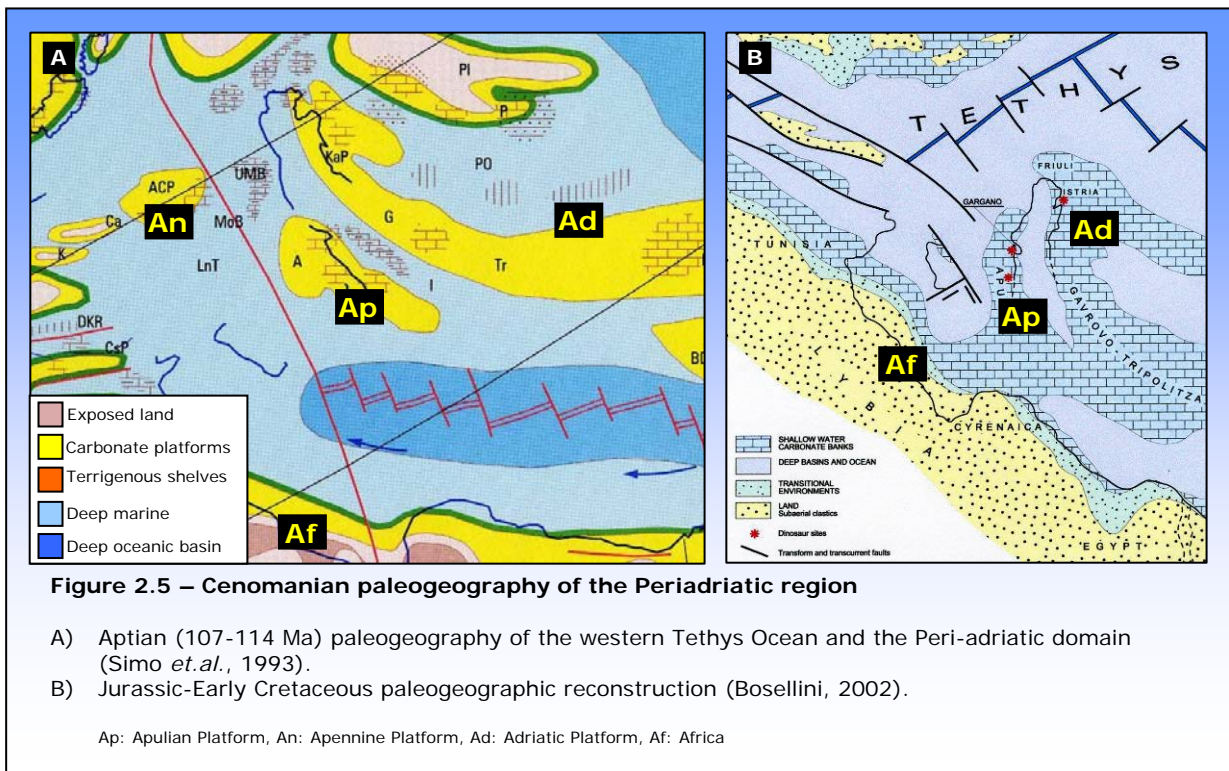 A
PI
P
KaP
PO
UMB
ACP
An
Ca
MoB
G
Ad
K
LnT
A
Tr
I
Ap
DKR
CsP
BD
Exposed land
Carbonate platforms
Terrigenous shelves
Deep marine
Deep oceanic basin
Af
B
TETHYS
FRIULI
ISTRIA
GARGANO
Ad
TUNISIA
APU
Ap
GAVROVO-TRIPOLITZA
Af
LYBIA
CYRENAICA
EGYPT
SHALLOW WATER
CARBONATE BANKS
DEEP BASINS AND OCEAN
TRANSITIONAL
ENVIRONMENTS
LAND
Subaerial clastics
Dinosaur sites
Transform and transcurrent faults
Figure 2.5 – Cenomanian paleogeography of the Periadriatic region
A) Aptian (107-114 Ma) paleogeography of the western Tethys Ocean and the Peri-adriatic domain
(Simo et.al., 1993).
B) Jurassic-Early Cretaceous paleogeographic reconstruction (Bosellini, 2002).
Ap: Apulian Platform, An: Apennine Platform, Ad: Adriatic Platform, Af: Africa